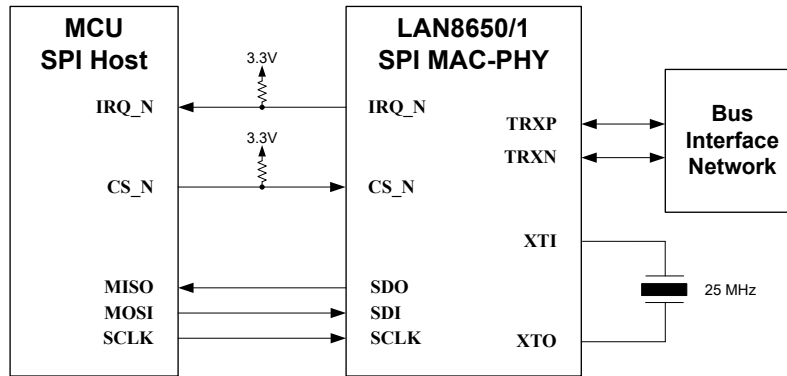 MCU
SPI Host
LAN8650/1
SPI MAC-PHY
3.3V
IRQ_N
IRQ_N
3.3V
CS_N
CS_N
TRXP
TRXN
Bus
Interface
Network
XTI
25 MHz
XTO
MISO
SDO
MOSI
SDI
SCLK
SCLK